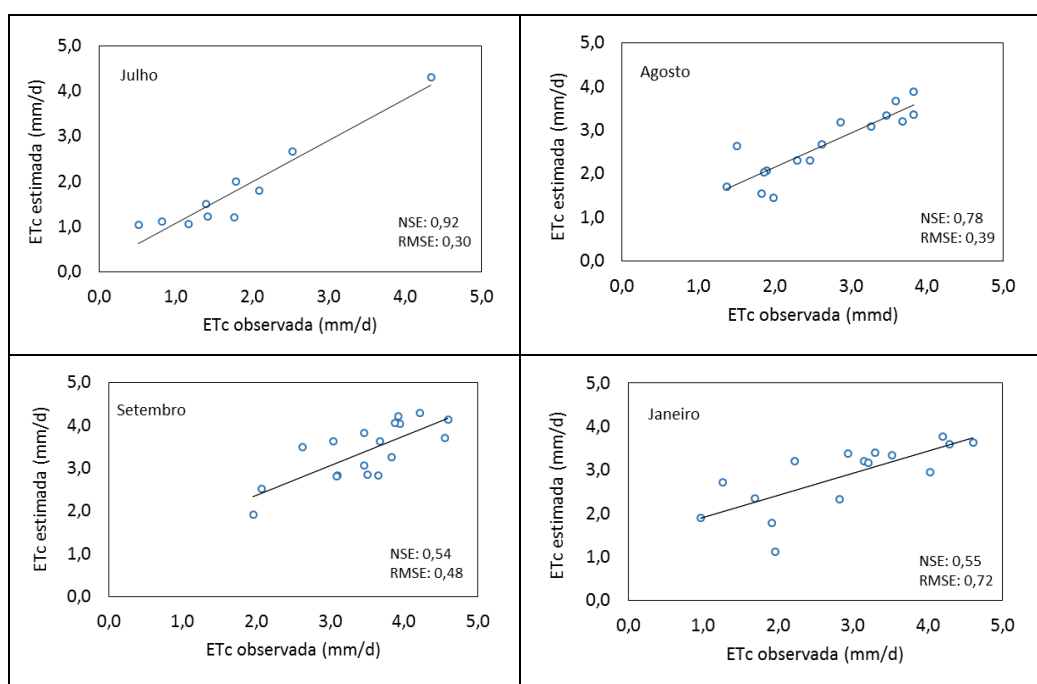 Julho
ETc estimada (mm/d)
5,0
4,0
3,0
2,0
1,0
0,0
NSE: 0,92
RMSE: 0,30
0,0 1,0 2,0 3,0 4,0 5,0
ETc observada (mm/d)
Agosto
ETc estimada (mm/d)
5,0
4,0
3,0
2,0
1,0
0,0
NSE: 0,78
RMSE: 0,39
0,0 1,0 2,0 3,0 4,0 5,0
ETc observada (mmd)
Setembro
ETc estimada (mm/d)
5,0
4,0
3,0
2,0
1,0
0,0
NSE: 0,54
RMSE: 0,48
0,0 1,0 2,0 3,0 4,0 5,0
ETc observada (mm/d)
Janeiro
ETc estimada (mm/d)
5,0
4,0
3,0
2,0
1,0
0,0
NSE: 0,55
RMSE: 0,72
0,0 1,0 2,0 3,0 4,0 5,0
ETc observada (mm/d)